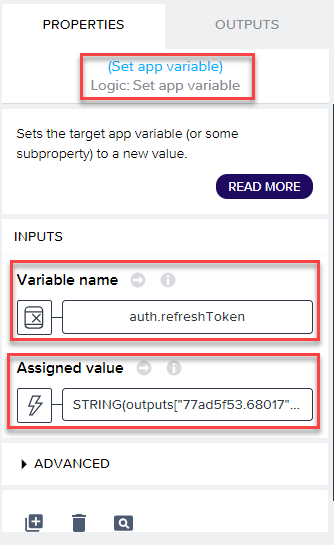 PROPERTIES
OUTPUTS
(Set app variable)
Logic: Set app variable
Sets the target app variable (or some
subproperty) to a new value.
READ MORE
INPUTS
Variable name
auth.refreshToken
Assigned value
STRING(outputs["77ad5f53.68017"...
ADVANCED